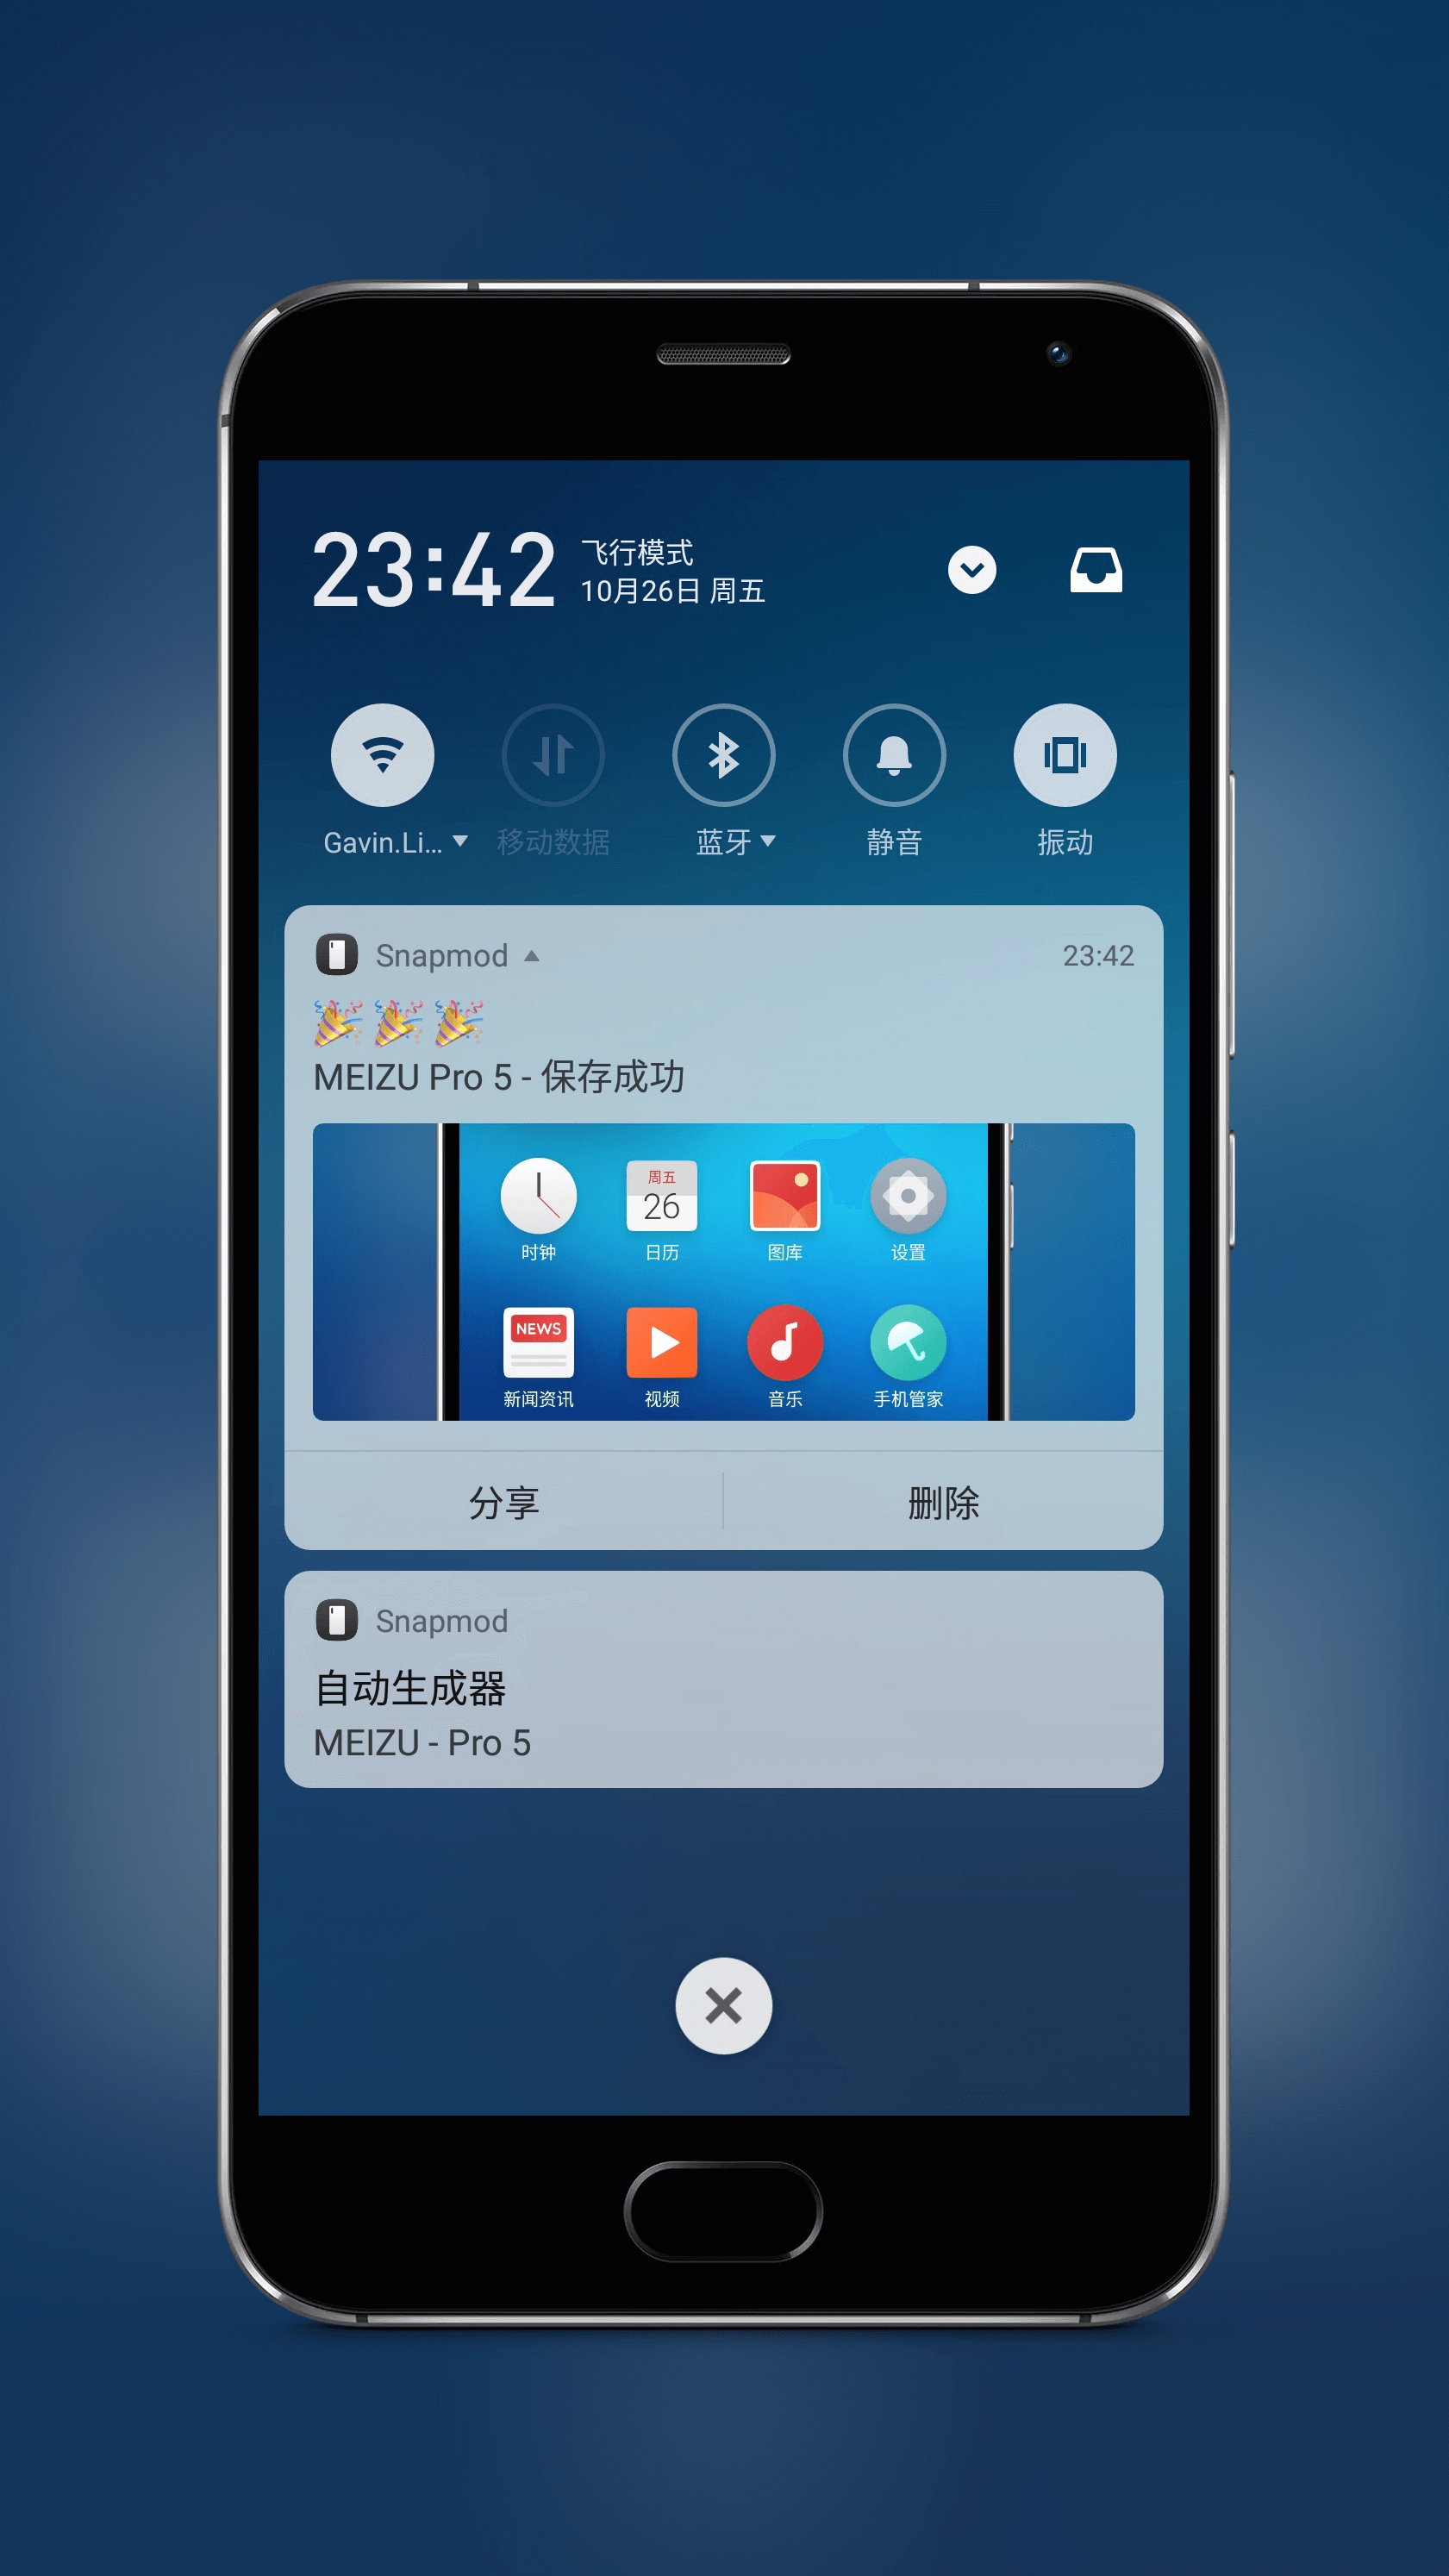 23:42
飞行模式
10月26日 周五
Gavin.Li...
移动数据
蓝牙
静音
振动
Snapmod
23:42
MEIZU Pro 5 - 保存成功
周五
26
时钟
日历
图库
设置
NEWS
新闻资讯
视频
音乐
手机管家
分享
删除
Snapmod
自动生成器
MEIZU - Pro 5